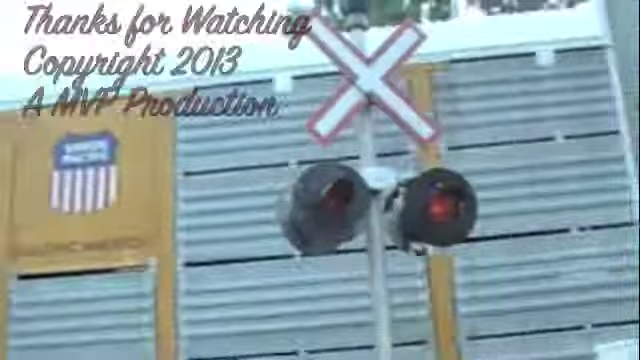 Thanks for Watching
Copyright 2013
A MVP Production
UNION
PACIFIC